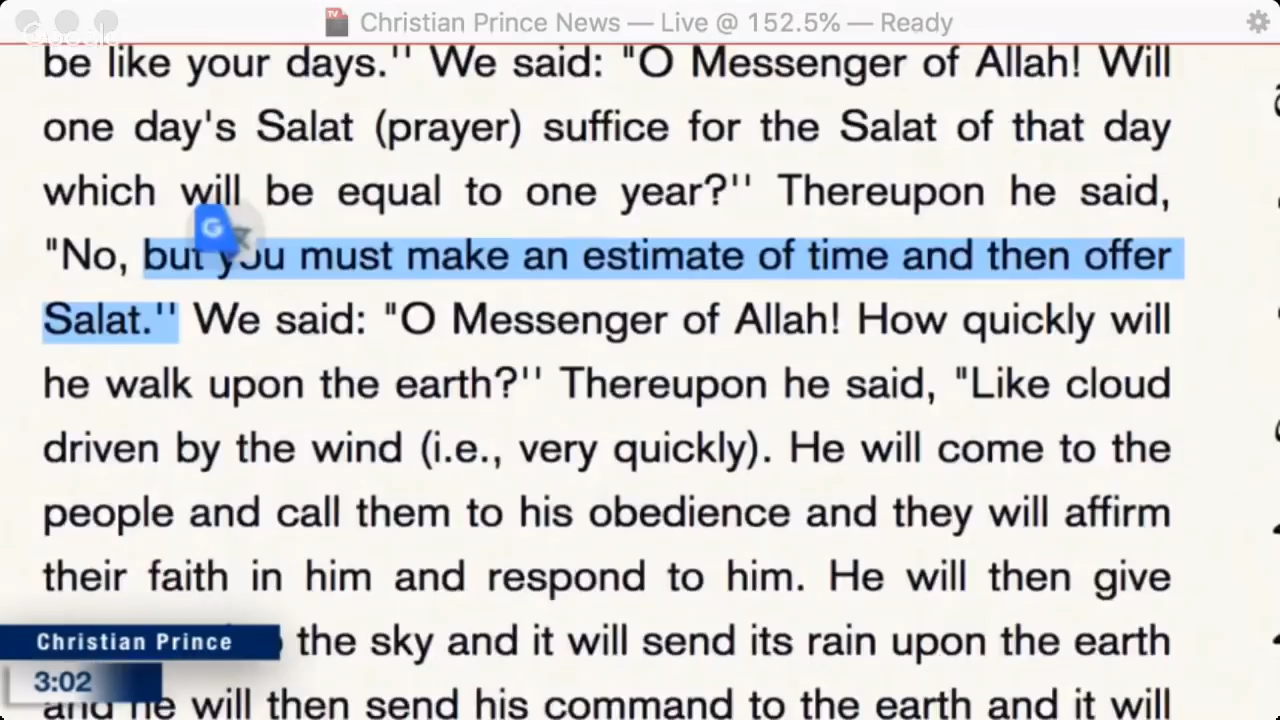 Christian Prince News — Live @ 152.5% — Ready
Google
be like your days.'' We said: "O Messenger of Allah! Will
one day's Salat (prayer) suffice for the Salat of that day
which will be equal to one year?'' Thereupon he said,
"No, but you must make an estimate of time and then offer
Salat.'' We said: "O Messenger of Allah! How quickly will
he walk upon the earth?'' Thereupon he said, "Like cloud
driven by the wind (i.e., very quickly). He will come to the
people and call them to his obedience and they will affirm
their faith in him and respond to him. He will then give
the sky and it will send its rain upon the earth
and he will then send his command to the earth and it will
Christian Prince
3:02